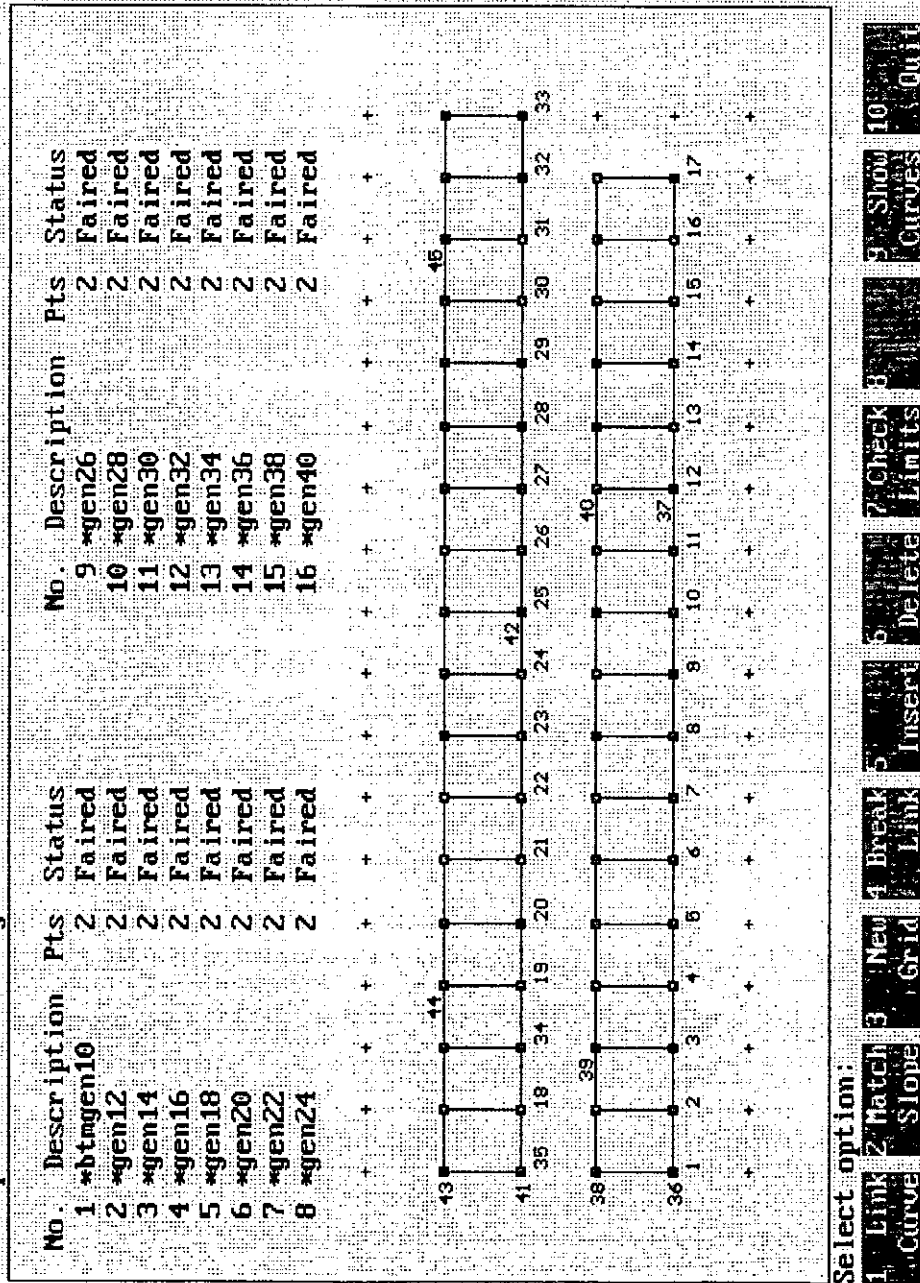 No. Description Pts Status No. Description Pts Status
1 *btmgen10 2 Faired 9 *gen26 2 Faired
2 *gen12 2 Faired 10 *gen28 2 Faired
3 *gen14 2 Faired 11 *gen30 2 Faired
4 *gen16 2 Faired 12 *gen32 2 Faired
5 *gen18 2 Faired 13 *gen34 2 Faired
6 *gen20 2 Faired 14 *gen36 2 Faired
7 *gen22 2 Faired 15 *gen38 2 Faired
8 *gen24 2 Faired 16 *gen40 2 Faired
43 44 45
42
41
35 18 34 19 20 21 22 23 24 25 26 27 28 29 30 31 32 33
38 39 40
37
36
1 2 3 4 5 6 7 8 9 10 11 12 13 14 15 16 17
Select option:
1 Link 2 Match 3 New 4 Break 5 6 7 Check 8 9 Show 10
Curve Slope Grid Link Insert Delete Limits Curves Quit